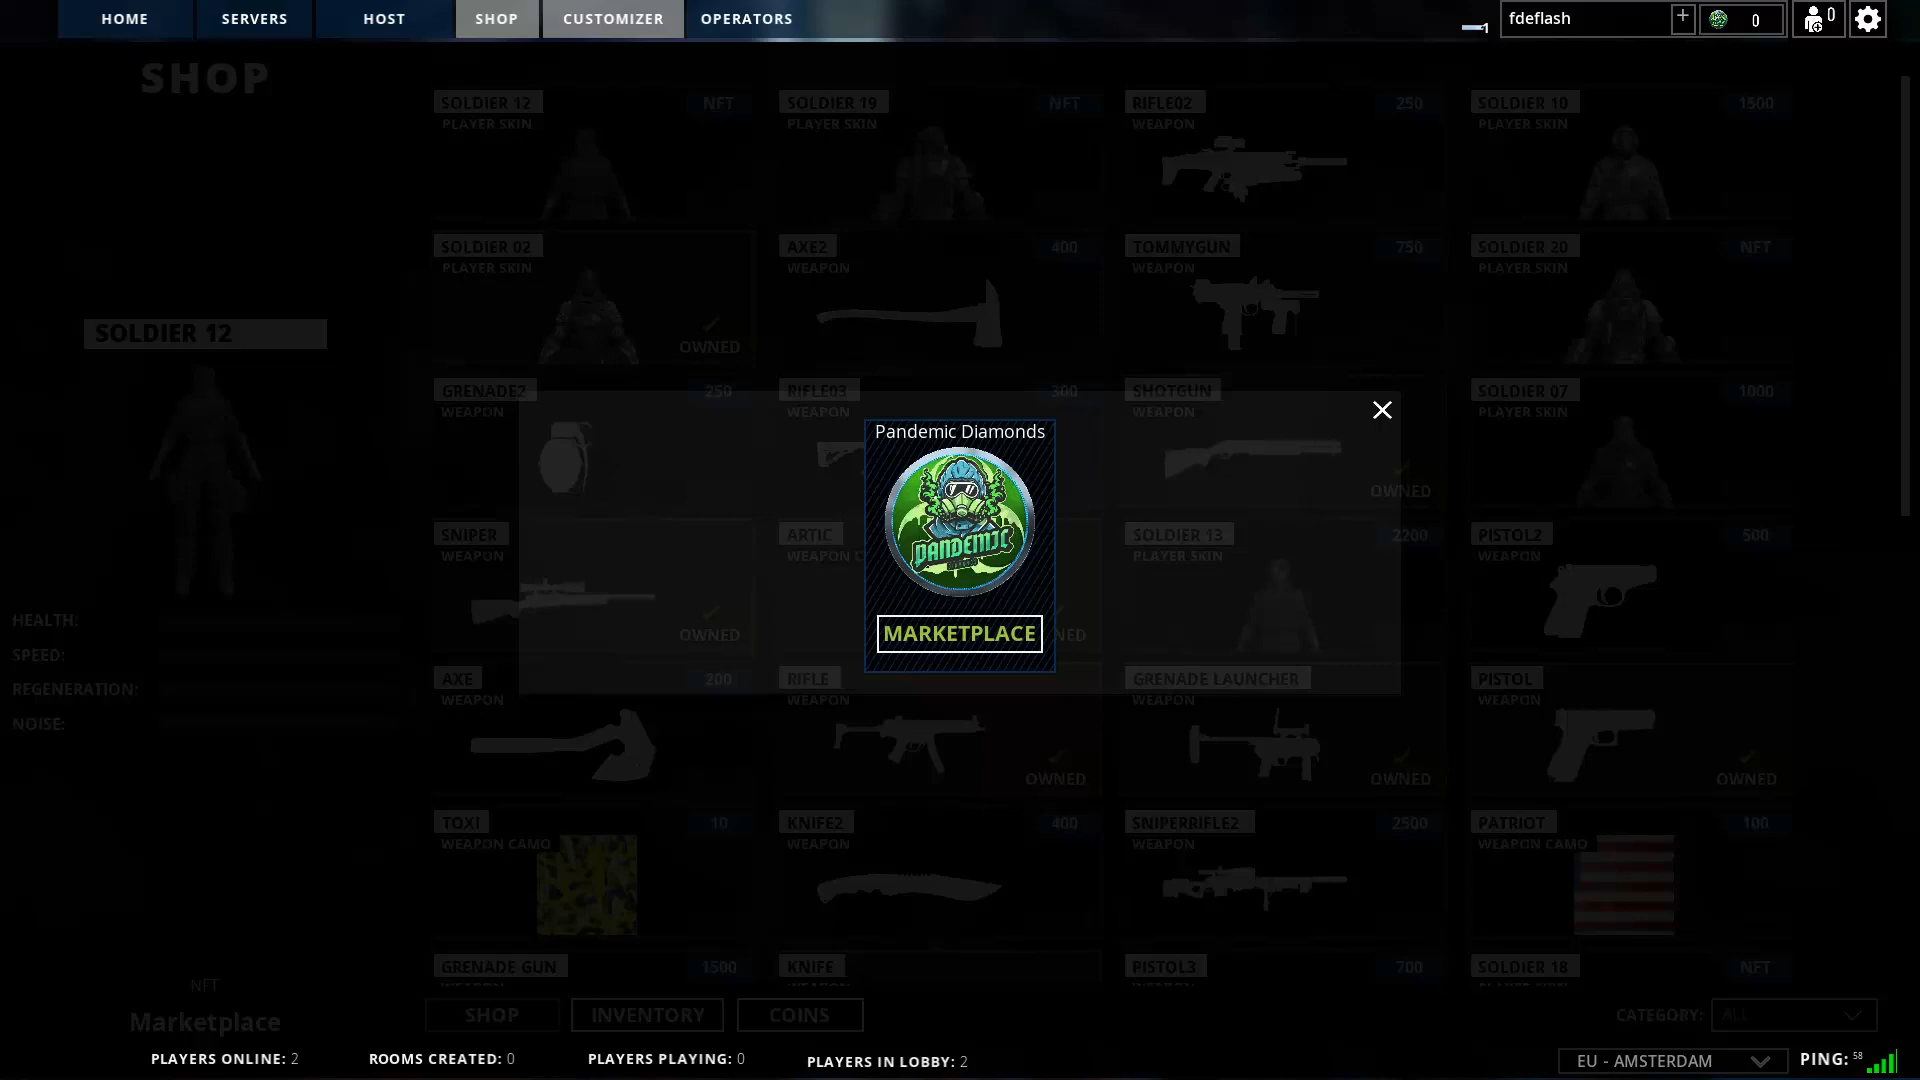 HOME SERVERS HOST SHOP CUSTOMIZER OPERATORS
1 fdeflash + 0 0
SHOP
SOLDIER 12 NFT
PLAYER SKIN
SOLDIER 19 NFT
PLAYER SKIN
RIFLE02 250
WEAPON
SOLDIER 10 1500
PLAYER SKIN
SOLDIER 02
PLAYER SKIN
OWNED
AXE2 400
WEAPON
TOMMYGUN 750
WEAPON
SOLDIER 20 NFT
PLAYER SKIN
SOLDIER 12
GRENADE2 250
WEAPON
RIFLE03 300
WEAPON
SHOTGUN
WEAPON
OWNED
SOLDIER 07 1000
PLAYER SKIN
Pandemic Diamonds
PANDEMIC
MARKETPLACE
SNIPER
WEAPON
OWNED
ARTIC
WEAPON C
NED
SOLDIER 13 2200
PLAYER SKIN
PISTOL2 500
WEAPON
HEALTH:
SPEED:
REGENERATION:
NOISE:
AXE 200
WEAPON
RIFLE
WEAPON
OWNED
GRENADE LAUNCHER
WEAPON
OWNED
PISTOL
WEAPON
OWNED
TOXI 10
WEAPON CAMO
KNIFE2 400
WEAPON
SNIPERRIFLE2 2500
WEAPON
PATRIOT 100
WEAPON CAMO
GRENADE GUN 1500
KNIFE
PISTOL3 700
SOLDIER 18 NFT
NFT
Marketplace
SHOP INVENTORY COINS
CATEGORY: ALL
PLAYERS ONLINE: 2 ROOMS CREATED: 0 PLAYERS PLAYING: 0 PLAYERS IN LOBBY: 2
EU - AMSTERDAM PING: 58